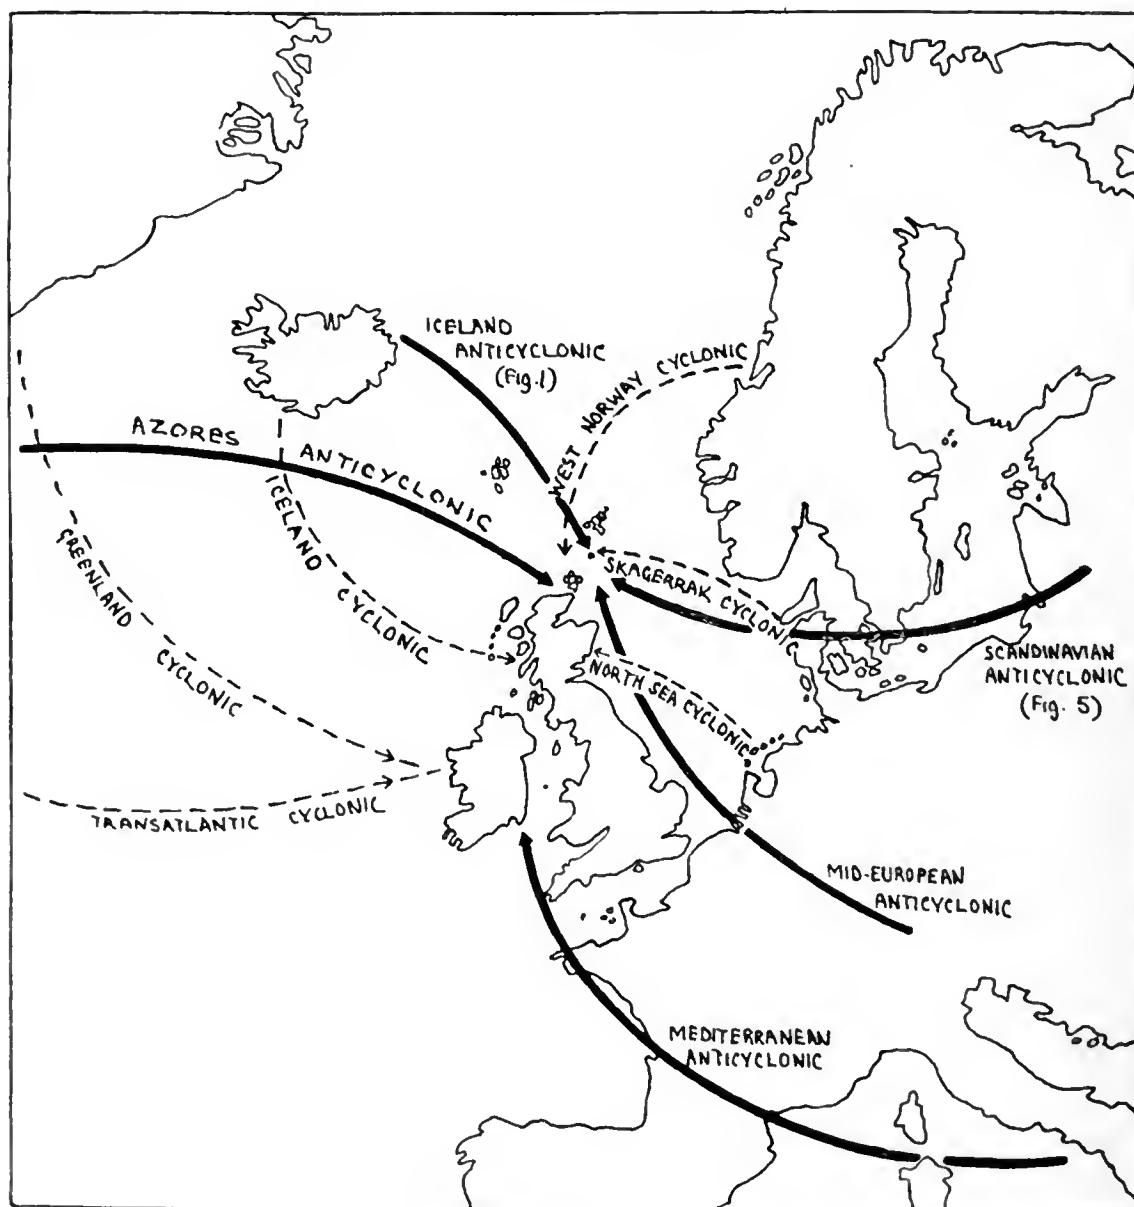 ICELAND
ANTICYCLONIC
(Fig.1)
WEST NORWAY CYCLONIC
AZORES ANTICYCLONIC
ICELAND CYCLONIC
GREENLAND CYCLONIC
SKAGERRAK CYCLONIC
SCANDINAVIAN
ANTICYCLONIC
(Fig. 5)
NORTH SEA CYCLONIC
TRANSATLANTIC CYCLONIC
MID-EUROPEAN
ANTICYCLONIC
MEDITERRANEAN
ANTICYCLONIC